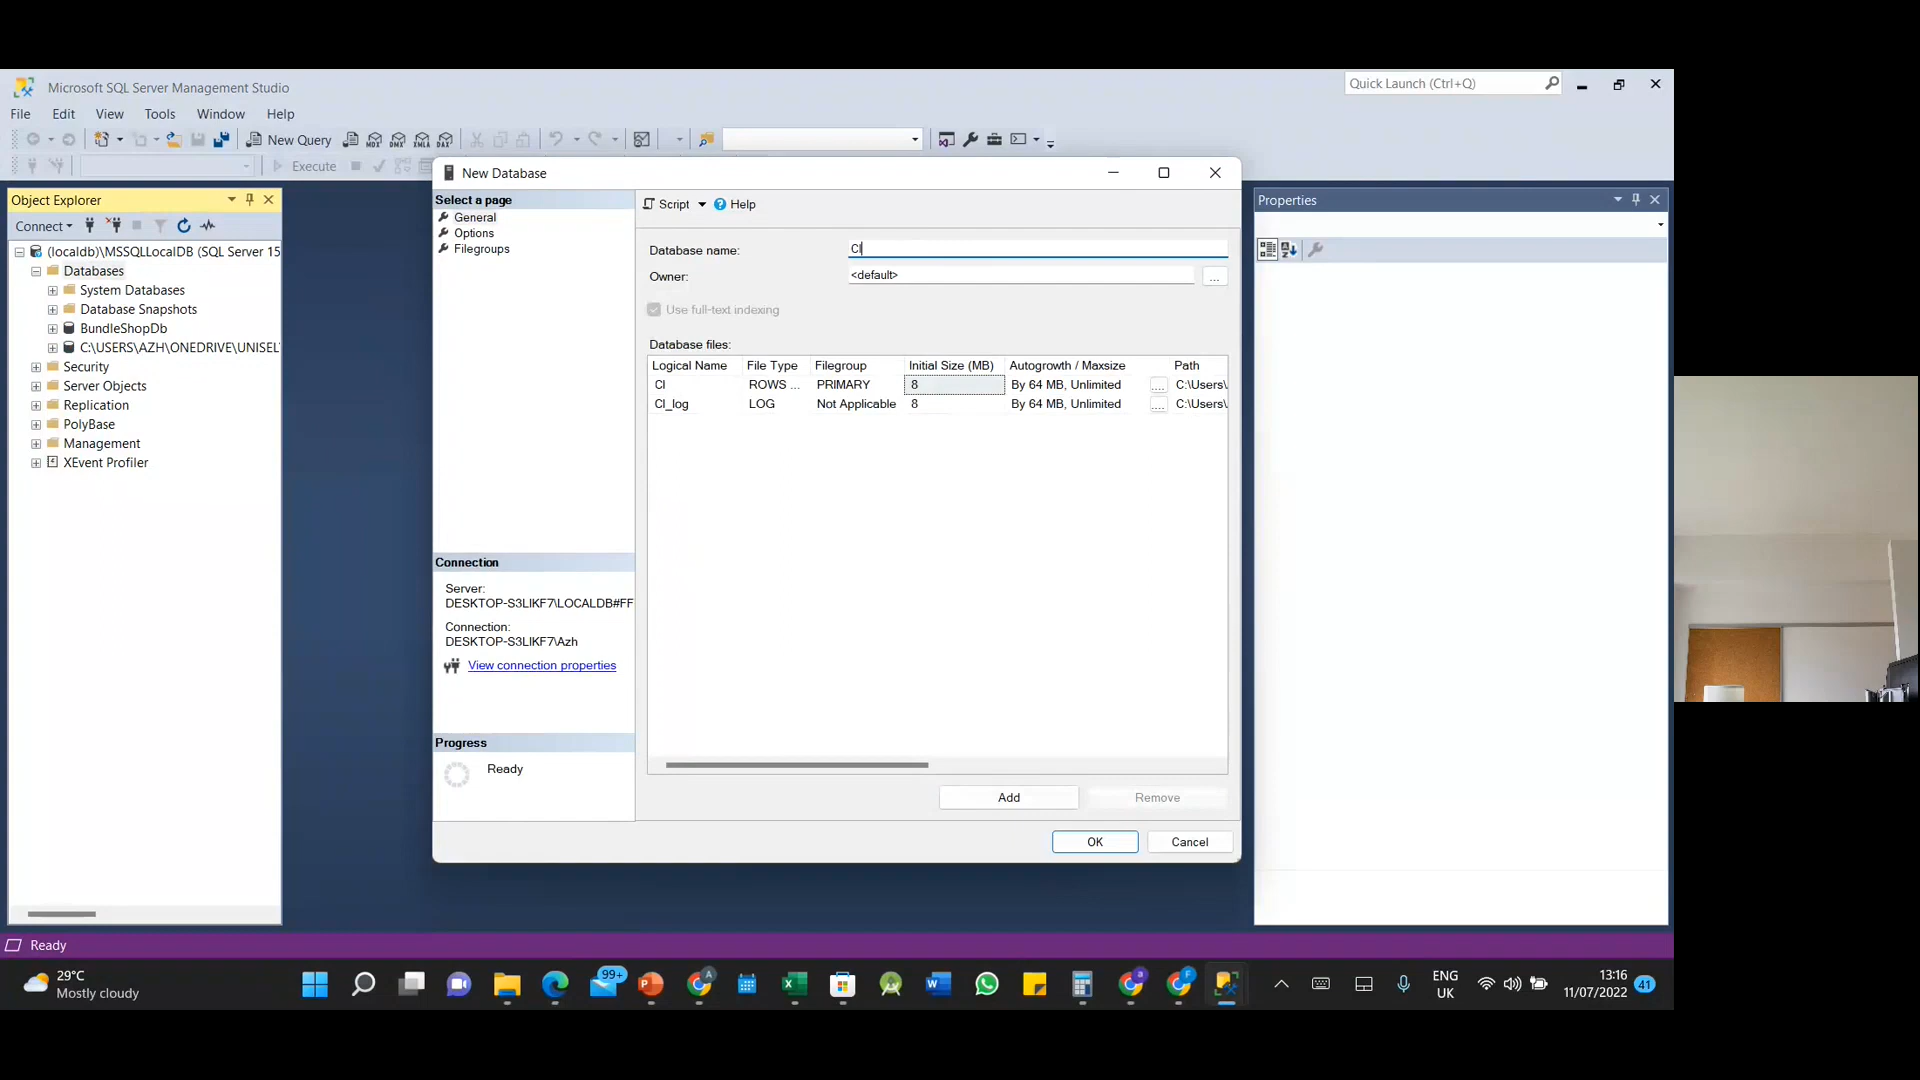 Microsoft SQL Server Management Studio
Quick Launch (Ctrl+Q)
File Edit View Tools Window Help
New Query MDX DMX XMLA DAX
Execute
Object Explorer
Connect
(localdb)\MSSQLLocalDB (SQL Server 15
Databases
System Databases
Database Snapshots
BundleShopDb
C:\USERS\AZH\ONEDRIVE\UNISEL
Security
Server Objects
Replication
PolyBase
Management
XEvent Profiler
New Database
Select a page
General
Options
Filegroups
Connection
Server:
DESKTOP-S3LIKF7\LOCALDB#FF
Connection:
DESKTOP-S3LIKF7\Azh
View connection properties
Progress
Ready
Script Help
Database name: Cl
Owner: <default> ...
Use full-text indexing
Database files:
Logical Name File Type Filegroup Initial Size (MB) Autogrowth / Maxsize Path
Cl ROWS ... PRIMARY 8 By 64 MB, Unlimited ... C:\Users\
Cl_log LOG Not Applicable 8 By 64 MB, Unlimited ... C:\Users\
Add Remove
OK Cancel
Properties
Ready
29°C
Mostly cloudy
99+
ENG
UK
13:16
11/07/2022
41